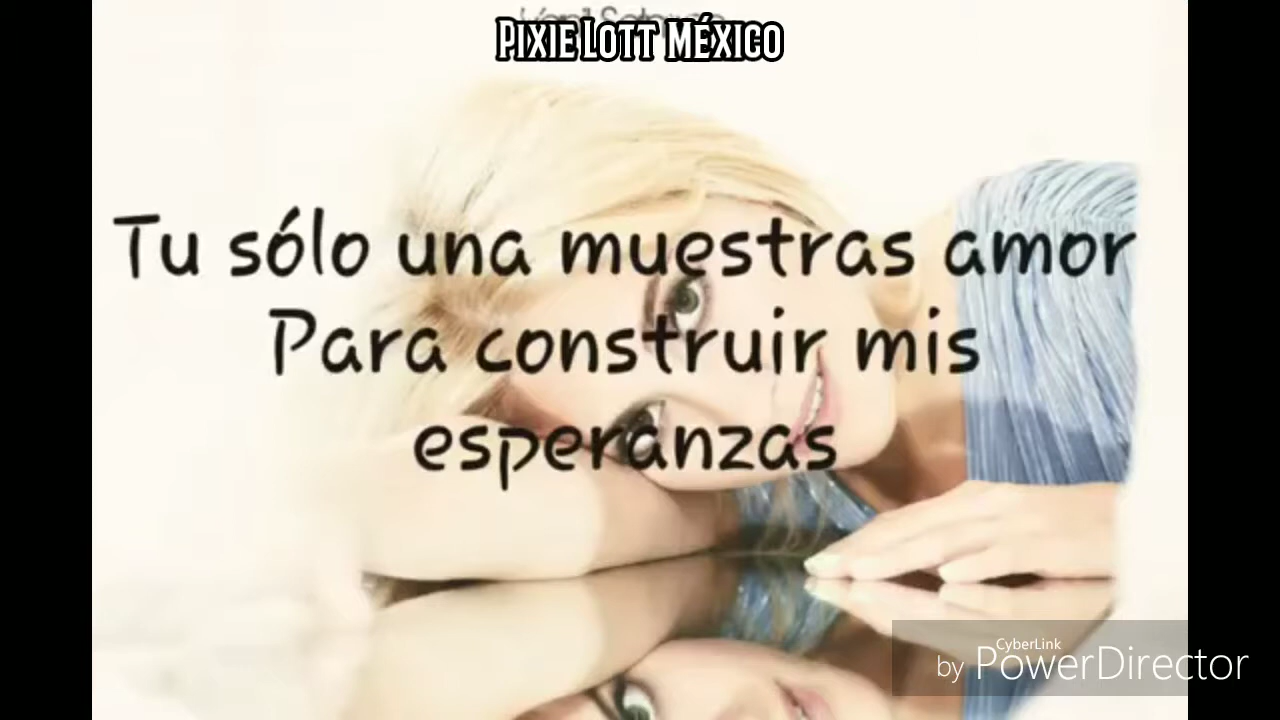 Pixie Lott México
Tu sólo una muestras amor
Para construir mis
esperanzas
CyberLink
by PowerDirector